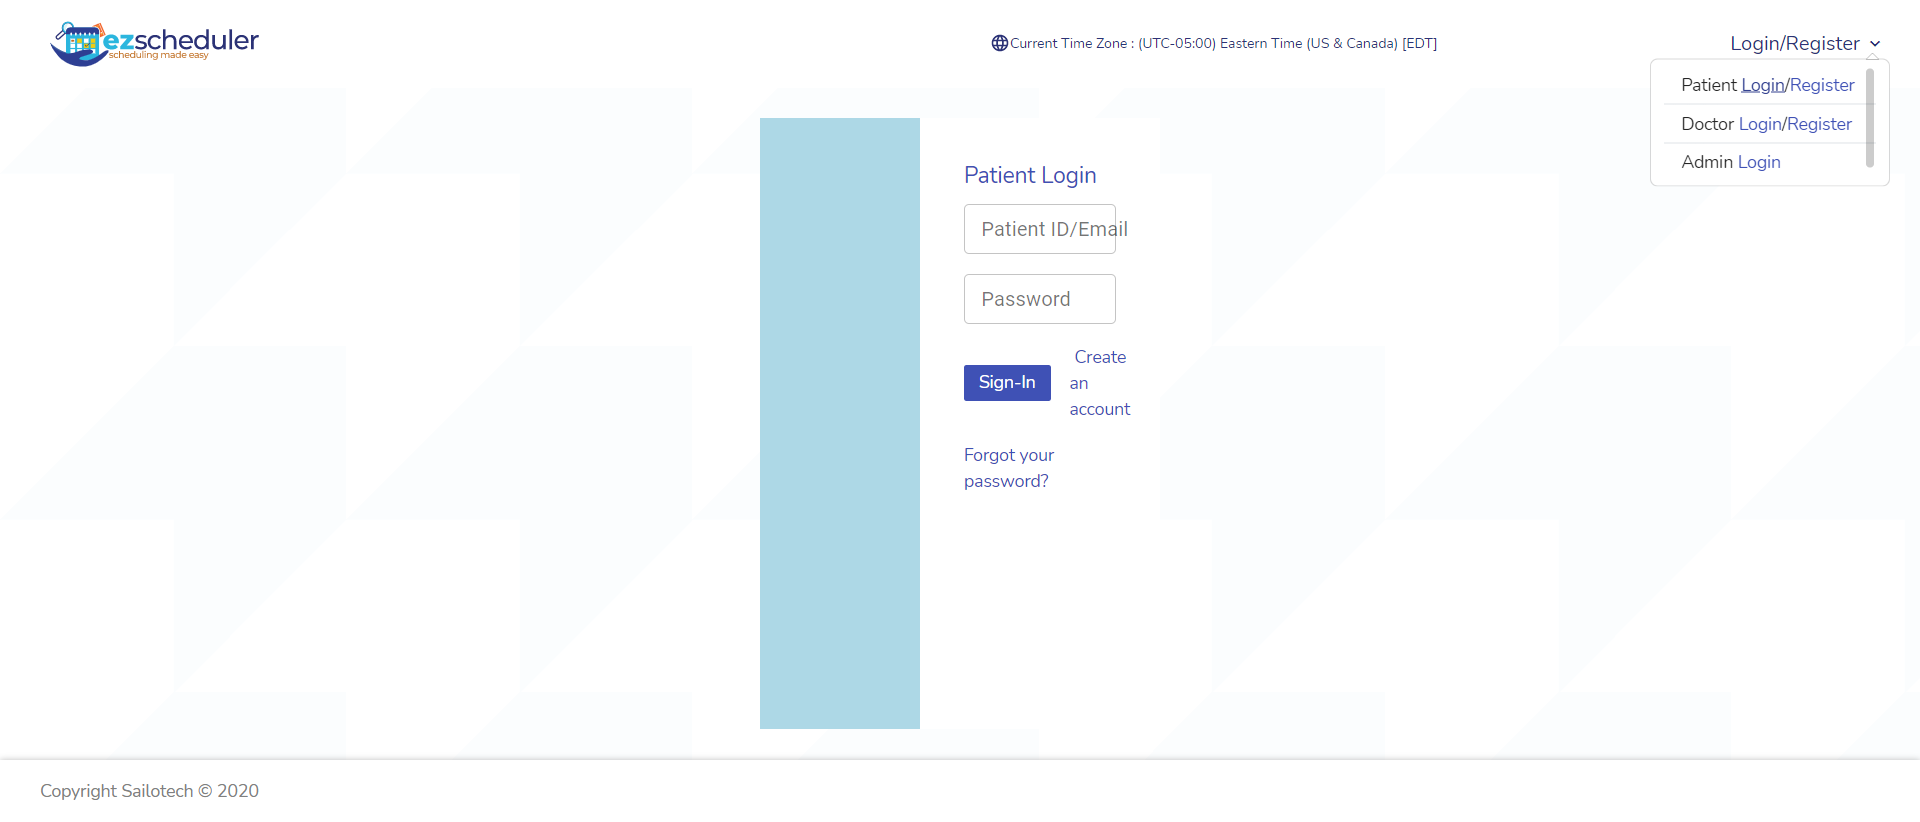 ezscheduler
scheduling made easy
Current Time Zone : (UTC-05:00) Eastern Time (US & Canada) [EDT]
Login/Register
Patient Login/Register
Doctor Login/Register
Admin Login
Patient Login
Patient ID/Email
Password
Sign-In
Create
an
account
Forgot your
password?
Copyright Sailotech © 2020